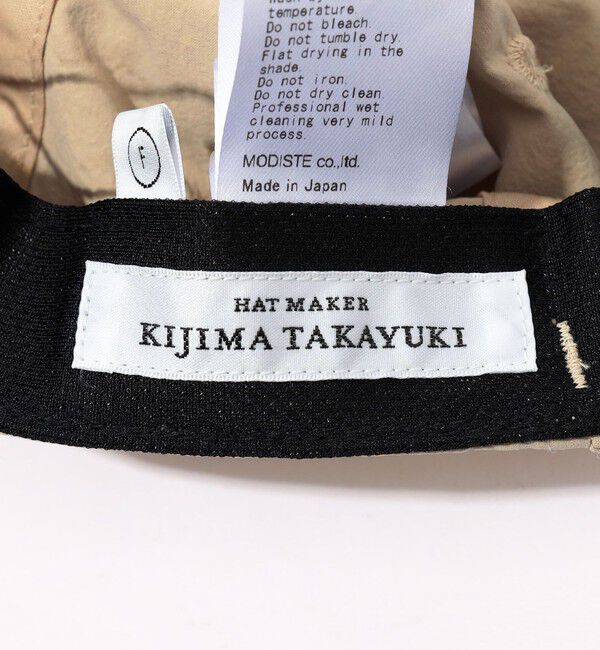 temperature.
Do not bleach.
Do not tumble dry.
Flat drying in the
shade.
Do not iron.
Do not dry clean.
Professional wet
cleaning very mild
process.
MODISTE co.,ltd.
Made in Japan
F
HAT MAKER
KIJIMA TAKAYUKI